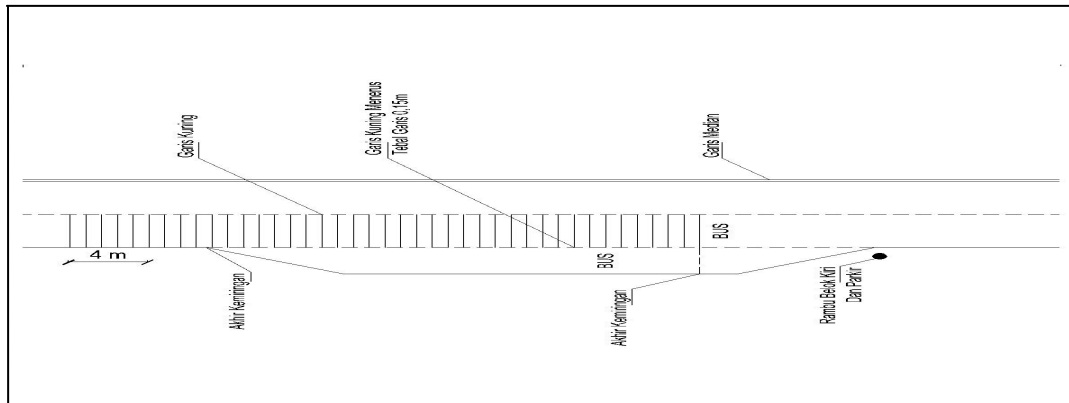 Garis Kuning
Garis Kuning Menerus
Tebal Garis 0,15m
Garis Median
BUS
4 m
BUS
Akhir Kemiringan
Akhir Kemiringan
Rambu Belok Kiri
Dan Parkir